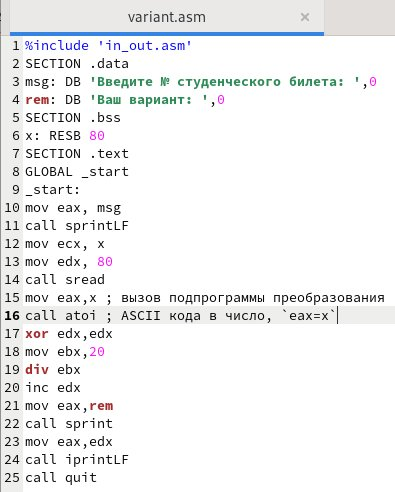 variant.asm ×
1 %include 'in_out.asm'
2 SECTION .data
3 msg: DB 'Введите № студенческого билета: ',0
4 rem: DB 'Ваш вариант: ',0
5 SECTION .bss
6 x: RESB 80
7 SECTION .text
8 GLOBAL _start
9 _start:
10 mov eax, msg
11 call sprintLF
12 mov ecx, x
13 mov edx, 80
14 call sread
15 mov eax,x ; вызов подпрограммы преобразования
16 call atoi ; ASCII кода в число, `eax=x`
17 xor edx,edx
18 mov ebx,20
19 div ebx
20 inc edx
21 mov eax,rem
22 call sprint
23 mov eax,edx
24 call iprintLF
25 call quit